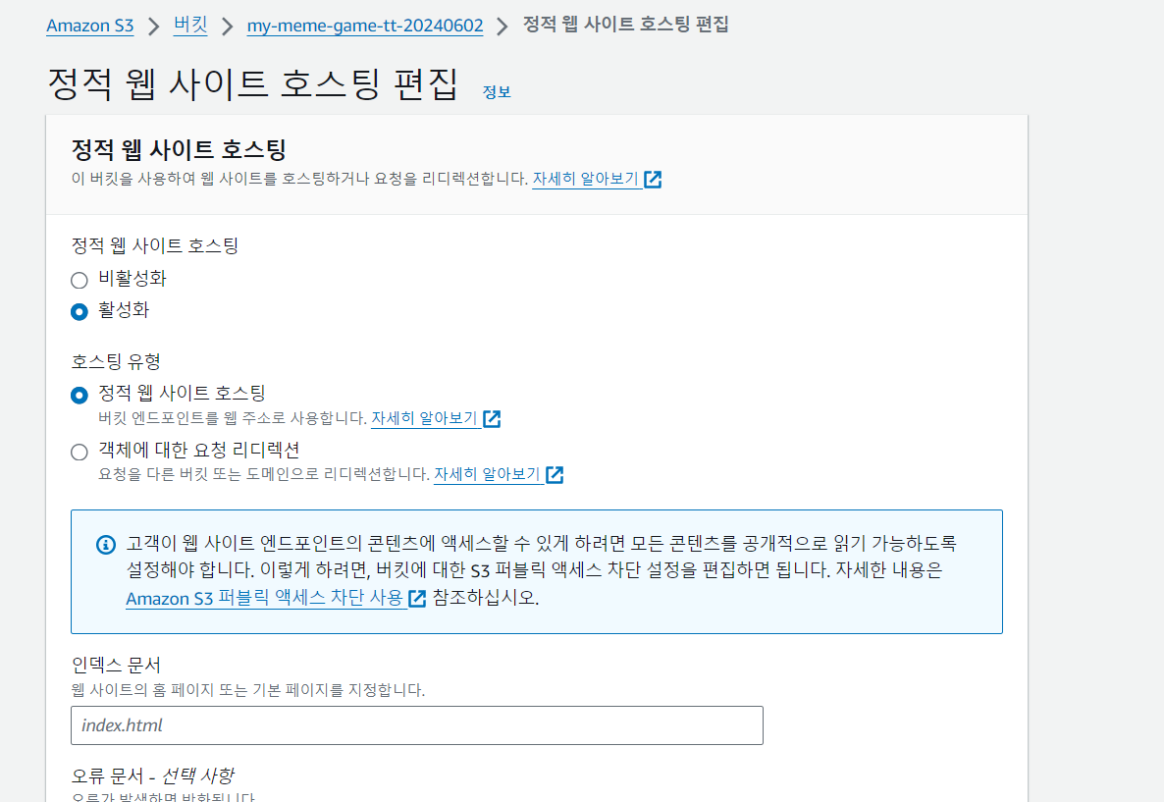 Amazon S3 > 버킷 > my-meme-game-tt-20240602 > 정적 웹 사이트 호스팅 편집
정적 웹 사이트 호스팅 편집 정보
정적 웹 사이트 호스팅
이 버킷을 사용하여 웹 사이트를 호스팅하거나 요청을 리디렉션합니다. 자세히 알아보기
정적 웹 사이트 호스팅
비활성화
활성화
호스팅 유형
정적 웹 사이트 호스팅
버킷 엔드포인트를 웹 주소로 사용합니다. 자세히 알아보기
객체에 대한 요청 리디렉션
요청을 다른 버킷 또는 도메인으로 리디렉션합니다. 자세히 알아보기
고객이 웹 사이트 엔드포인트의 콘텐츠에 액세스할 수 있게 하려면 모든 콘텐츠를 공개적으로 읽기 가능하도록
설정해야 합니다. 이렇게 하려면, 버킷에 대한 S3 퍼블릭 액세스 차단 설정을 편집하면 됩니다. 자세한 내용은
Amazon S3 퍼블릭 액세스 차단 사용 참조하십시오.
인덱스 문서
웹 사이트의 홈 페이지 또는 기본 페이지를 지정합니다.
index.html
오류 문서 - 선택 사항
오류가 발생하면 반환됩니다.